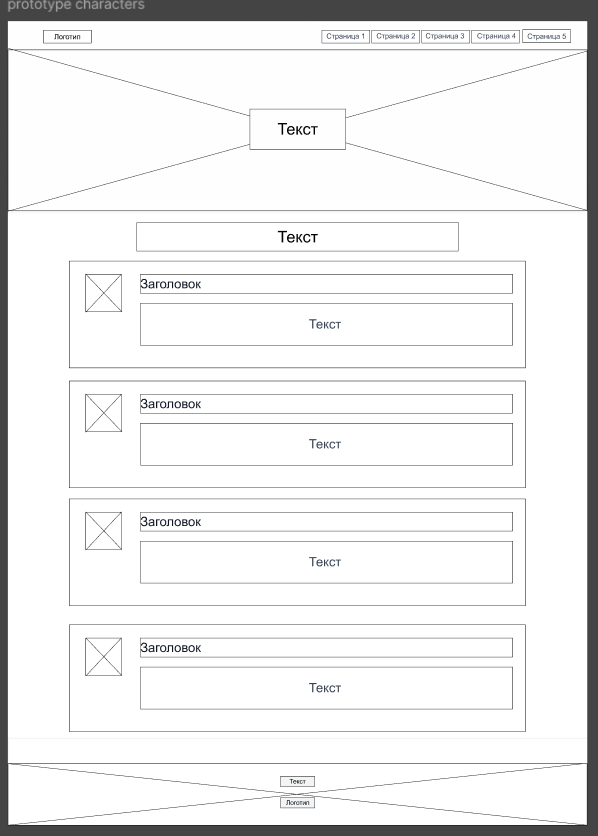 prototype characters
Логотип
Страница 1 Страница 2 Страница 3 Страница 4 Страница 5
Текст
Текст
Заголовок
Текст
Заголовок
Текст
Заголовок
Текст
Заголовок
Текст
Текст
Логотип